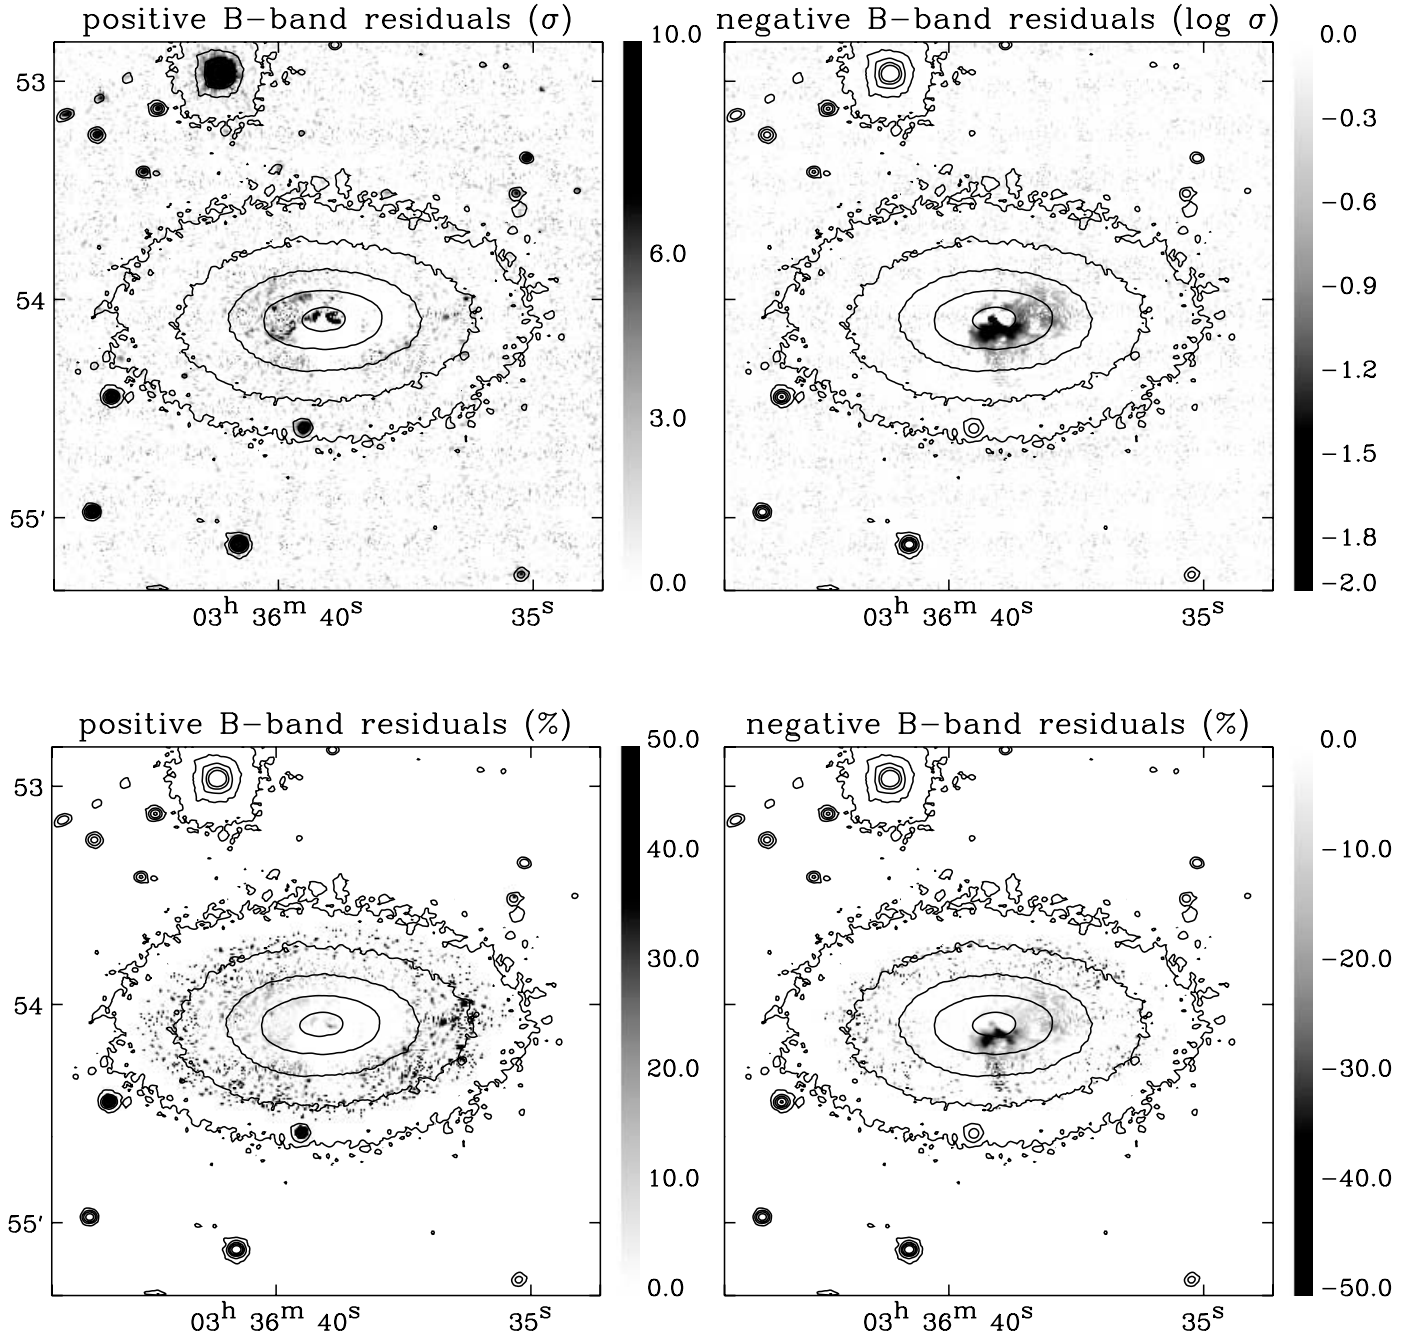 positive B−band residuals (σ)
negative B−band residuals (log σ)
53
54
55′
10.0
6.0
3.0
0.0
0.0
−0.3
−0.6
−0.9
−1.2
−1.5
−1.8
−2.0
03ʰ 36ᵐ 40ˢ
35ˢ
03ʰ 36ᵐ 40ˢ
35ˢ
positive B−band residuals (%)
negative B−band residuals (%)
53
54
55′
50.0
40.0
30.0
20.0
10.0
0.0
0.0
−10.0
−20.0
−30.0
−40.0
−50.0
03ʰ 36ᵐ 40ˢ
35ˢ
03ʰ 36ᵐ 40ˢ
35ˢ